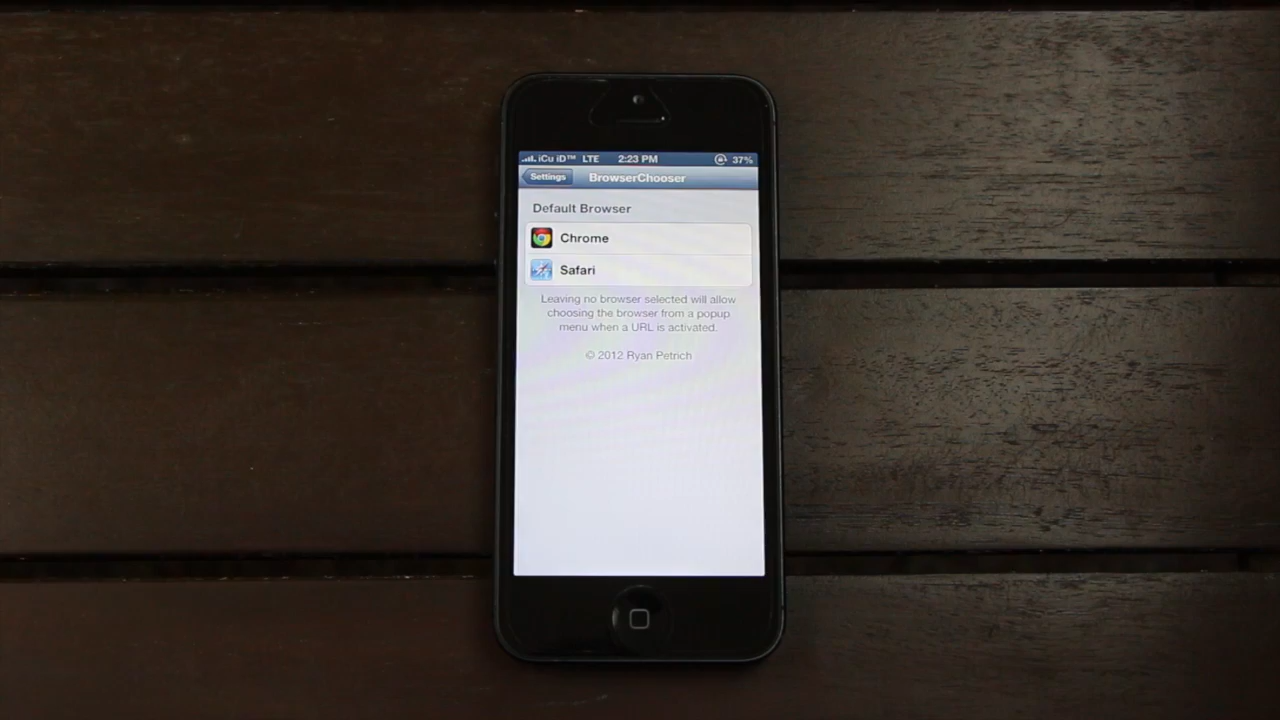 iCu iD™ LTE 2:23 PM 37%
Settings BrowserChooser
Default Browser
Chrome
Safari
Leaving no browser selected will allow
choosing the browser from a popup
menu when a URL is activated.
© 2012 Ryan Petrich